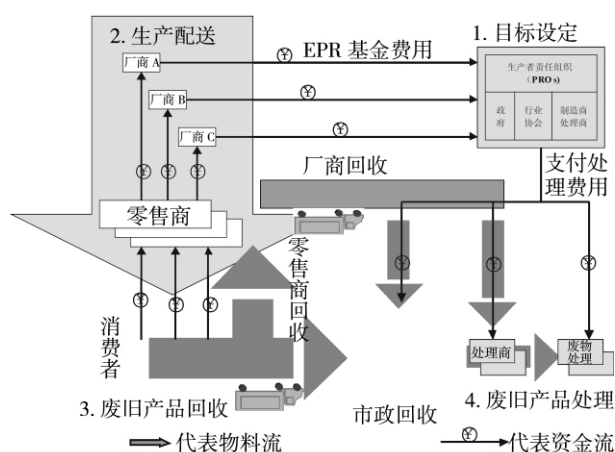 2. 生产配送
1. 目标设定
厂商 A
厂商 B
厂商 C
EPR 基金费用
生产者责任组织
(PROs)
政府
行业协会
制造商处理商
支付处理费用
厂商回收
零售商
零售商回收
消费者
处理商
废物处理
3. 废旧产品回收
市政回收
4. 废旧产品处理
代表物料流
代表资金流
¥
¥
¥
¥
¥
¥
¥
¥
¥
¥
¥
¥
¥